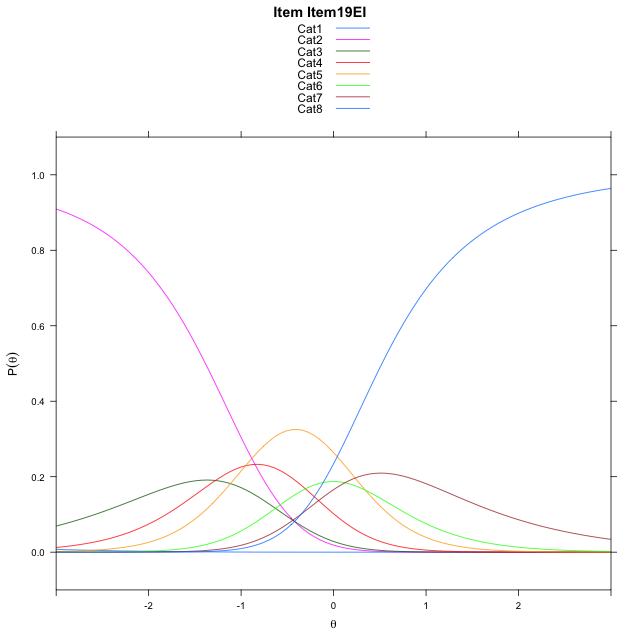 Item Item19EI
Cat1
Cat2
Cat3
Cat4
Cat5
Cat6
Cat7
Cat8
1.0
0.8
0.6
0.4
0.2
0.0
P(θ)
-2 -1 0 1 2
θ